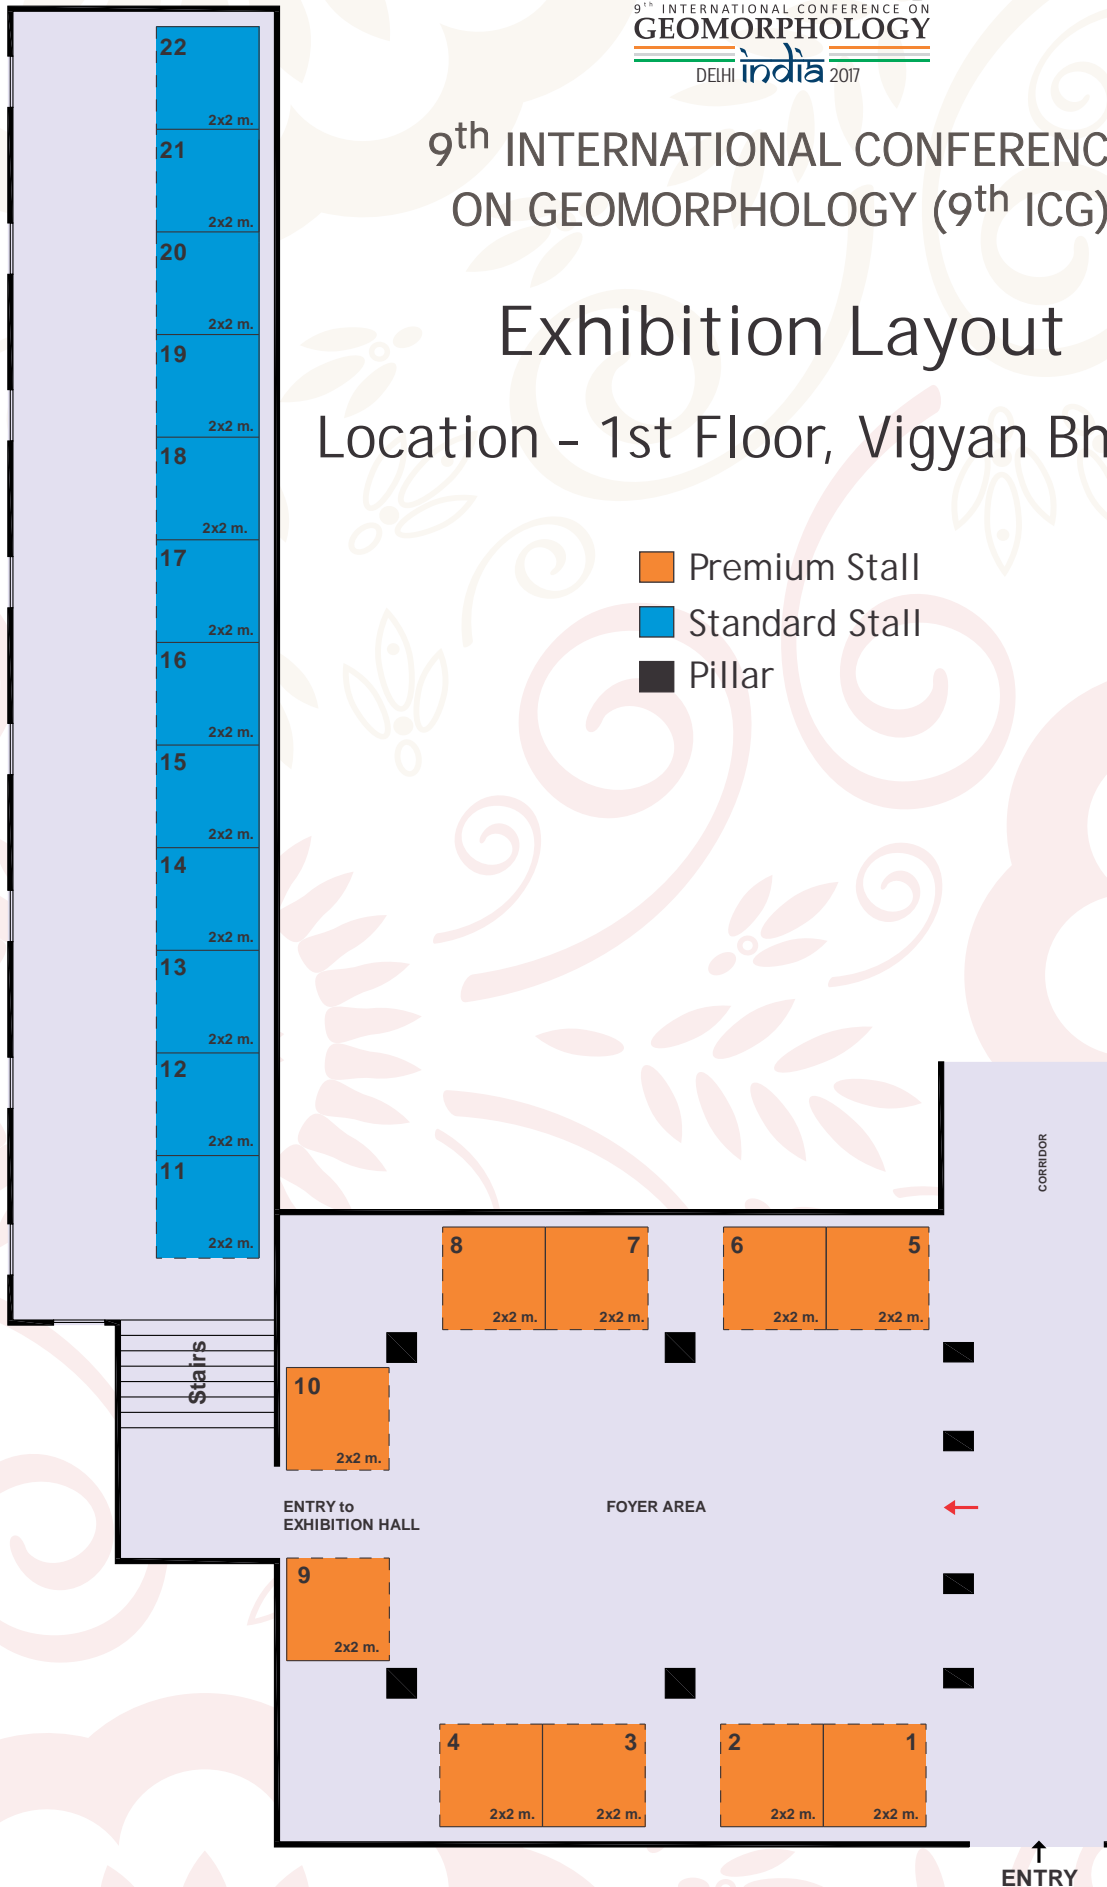 9th INTERNATIONAL CONFERENCE ON
GEOMORPHOLOGY
DELHI india 2017
9th INTERNATIONAL CONFERENC
ON GEOMORPHOLOGY (9th ICG)
Exhibition Layout
Location - 1st Floor, Vigyan Bh
Premium Stall
Standard Stall
Pillar
22
2x2 m.
21
2x2 m.
20
2x2 m.
19
2x2 m.
18
2x2 m.
17
2x2 m.
16
2x2 m.
15
2x2 m.
14
2x2 m.
13
2x2 m.
12
2x2 m.
11
2x2 m.
CORRIDOR
8 7 6 5
2x2 m. 2x2 m. 2x2 m. 2x2 m.
Stairs
10
2x2 m.
ENTRY to
EXHIBITION HALL
FOYER AREA
9
2x2 m.
4 3 2 1
2x2 m. 2x2 m. 2x2 m. 2x2 m.
ENTRY